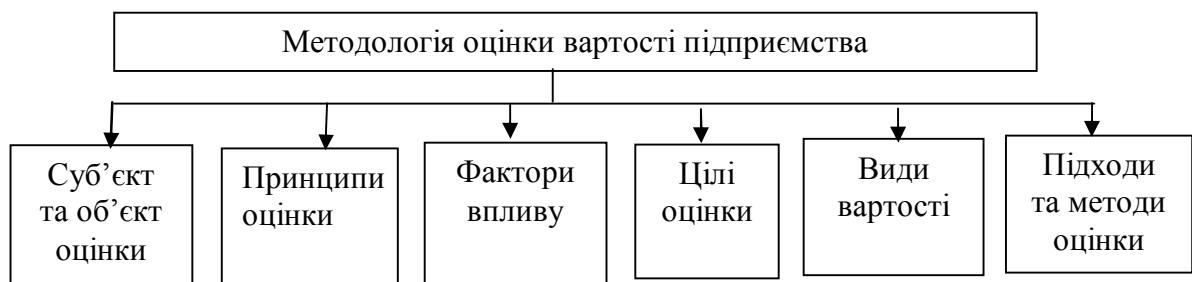 Методологія оцінки вартості підприємства
Суб’єкт
та об’єкт
оцінки
Принципи
оцінки
Фактори
впливу
Цілі
оцінки
Види
вартості
Підходи
та методи
оцінки